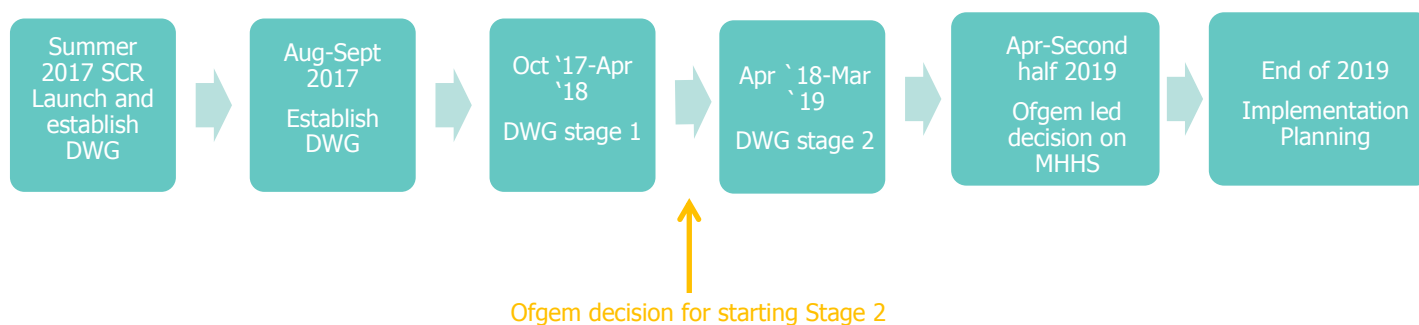 Summer
2017 SCR
Launch and
establish
DWG
Aug-Sept
2017
Establish
DWG
Oct ‘17-Apr
‘18
DWG stage 1
Apr `18-Mar
`19
DWG stage 2
Apr-Second
half 2019
Ofgem led
decision on
MHHS
End of 2019
Implementation
Planning
Ofgem decision for starting Stage 2